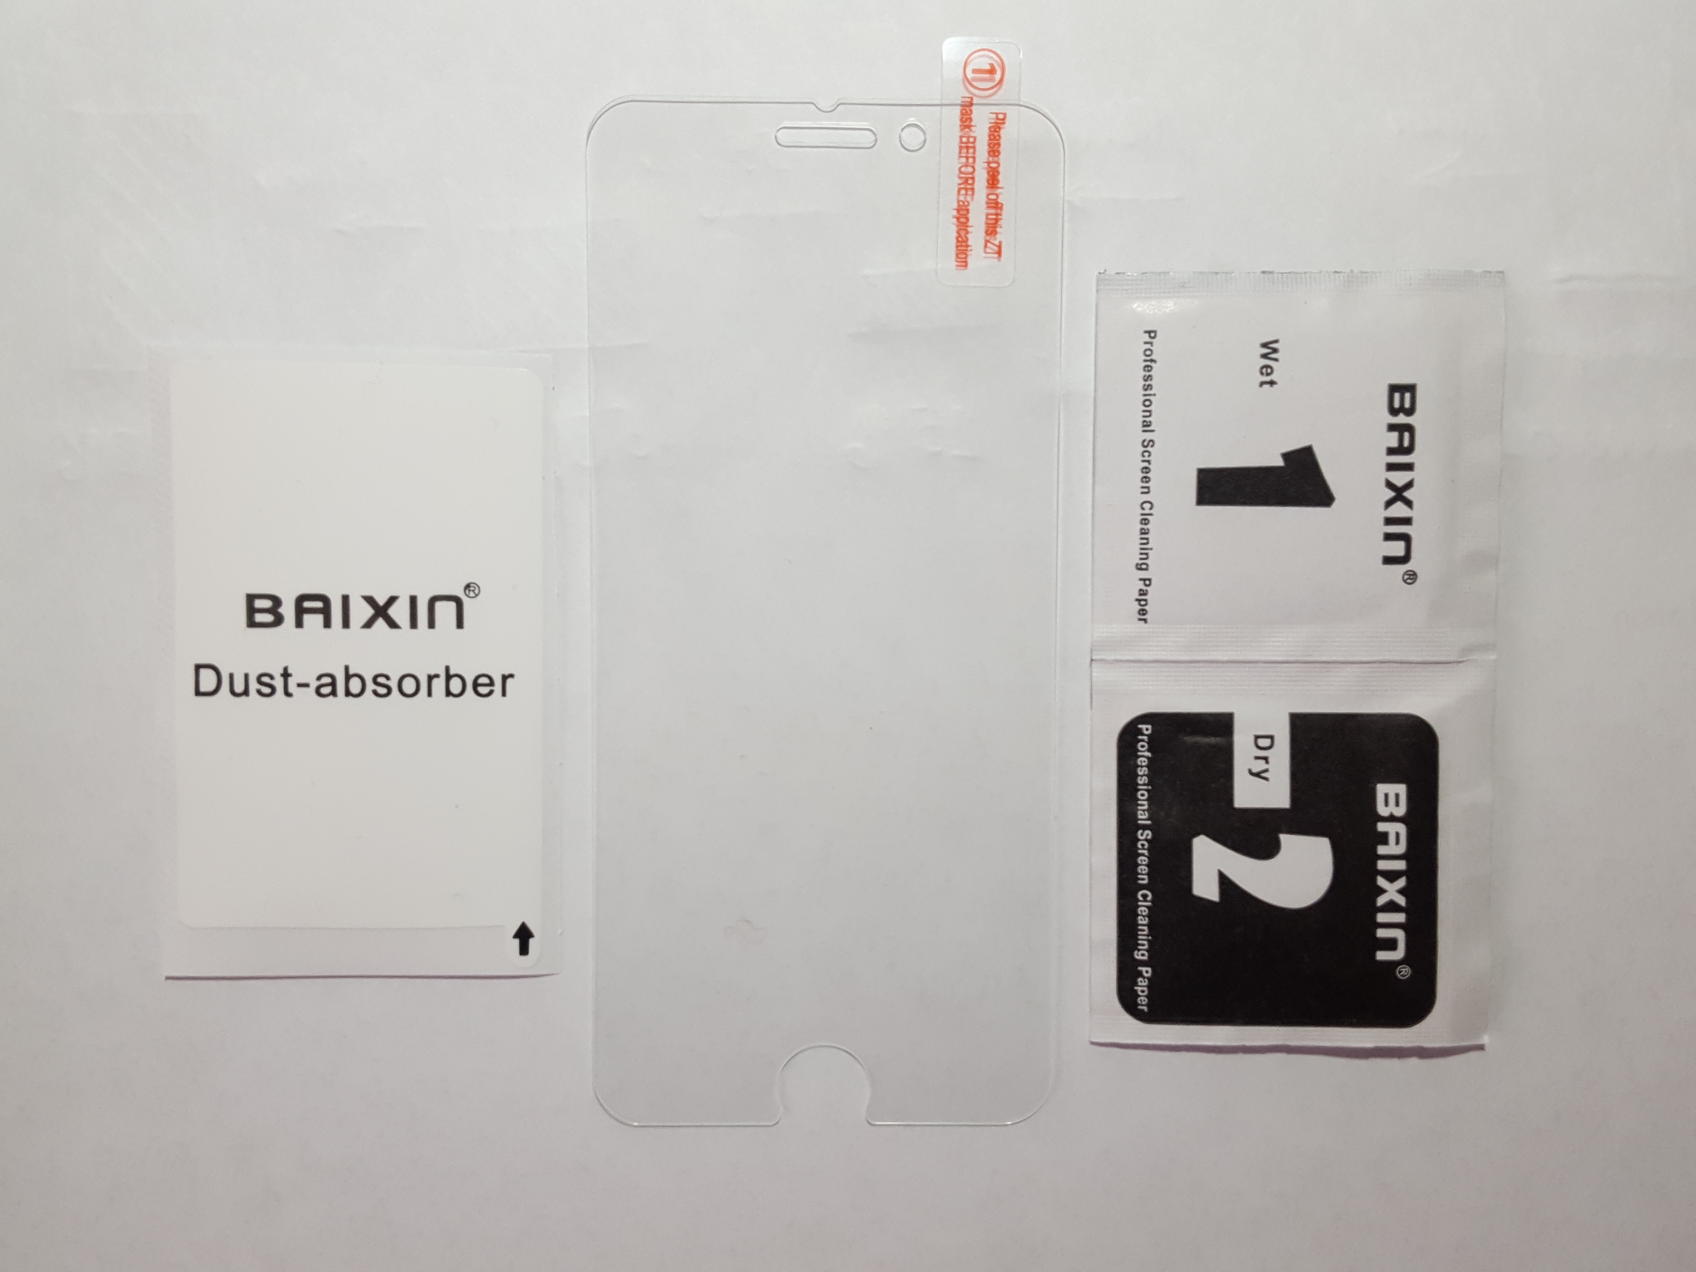 BAIXIN®
Dust-absorber
1
Please peel off this
mask BEFORE application
BAIXIN®
Wet
1
Professional Screen Cleaning Paper
BAIXIN®
Dry
2
Professional Screen Cleaning Paper